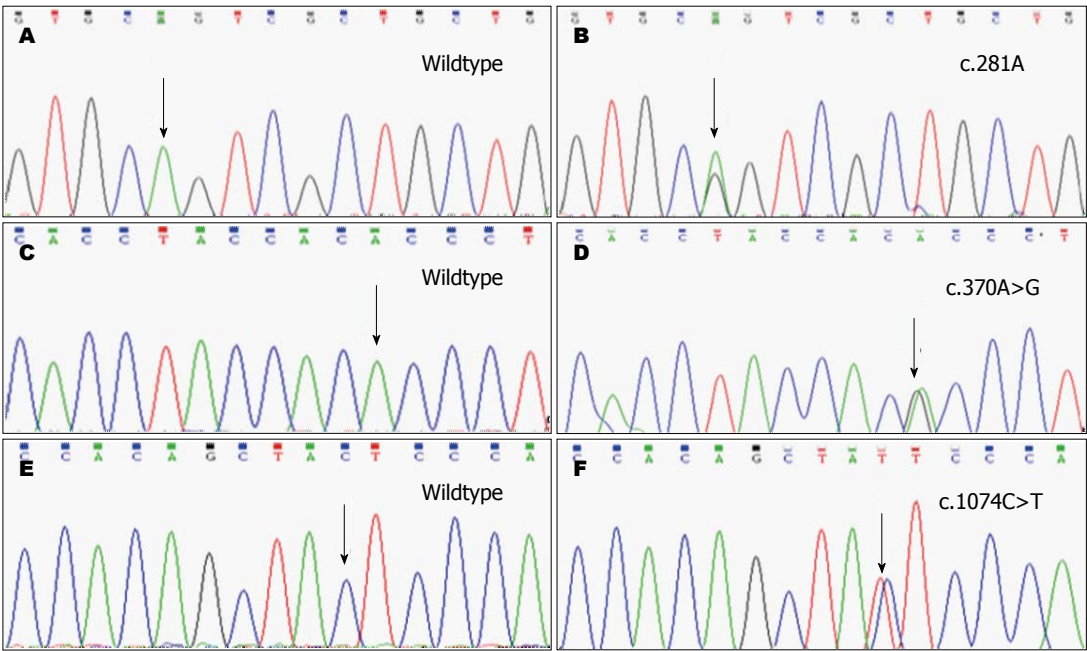 G T G C A G T C G C T G C T G
A
Wildtype
G T G C A G T C G C T G C T G
B
c.281A
C A C C T A C C A C A C C C T
C
Wildtype
C A C C T A C C A C A C C C T
D
c.370A>G
C C A C A G C T A C T C C C A
E
Wildtype
C C A C A G C T A T T C C C A
F
c.1074C>T